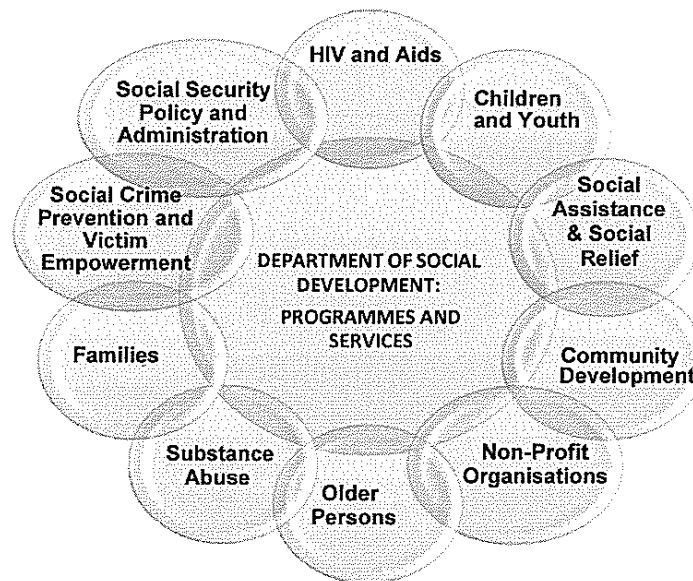 HIV and Aids
Children
and Youth
Social
Assistance
& Social
Relief
Community
Development
Non-Profit
Organisations
Older
Persons
Substance
Abuse
Families
Social Crime
Prevention and
Victim
Empowerment
Social Security
Policy and
Administration
DEPARTMENT OF SOCIAL
DEVELOPMENT:
PROGRAMMES AND
SERVICES